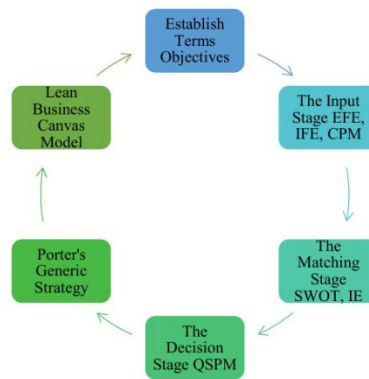 Establish
Terms
Objectives
The Input
Stage EFE,
IFE, CPM
The
Matching
Stage
SWOT, IE
The
Decision
Stage QSPM
Porter's
Generic
Strategy
Lean
Business
Canvas
Model